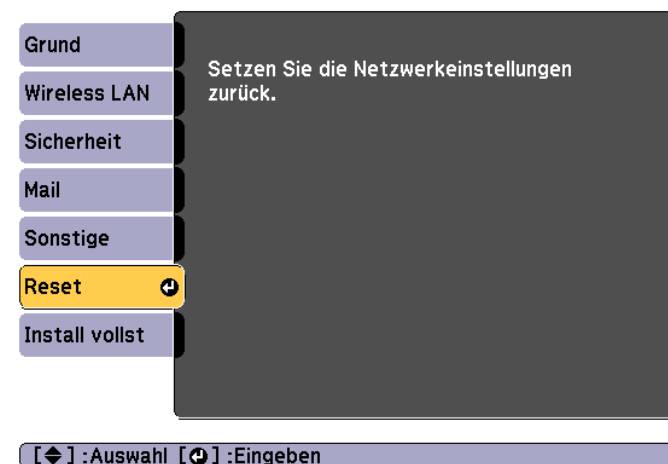 Grund
Wireless LAN
Sicherheit
Mail
Sonstige
Reset
Install vollst
Setzen Sie die Netzwerkeinstellungen
zurück.
[◆] :Auswahl [⏎] :Eingeben